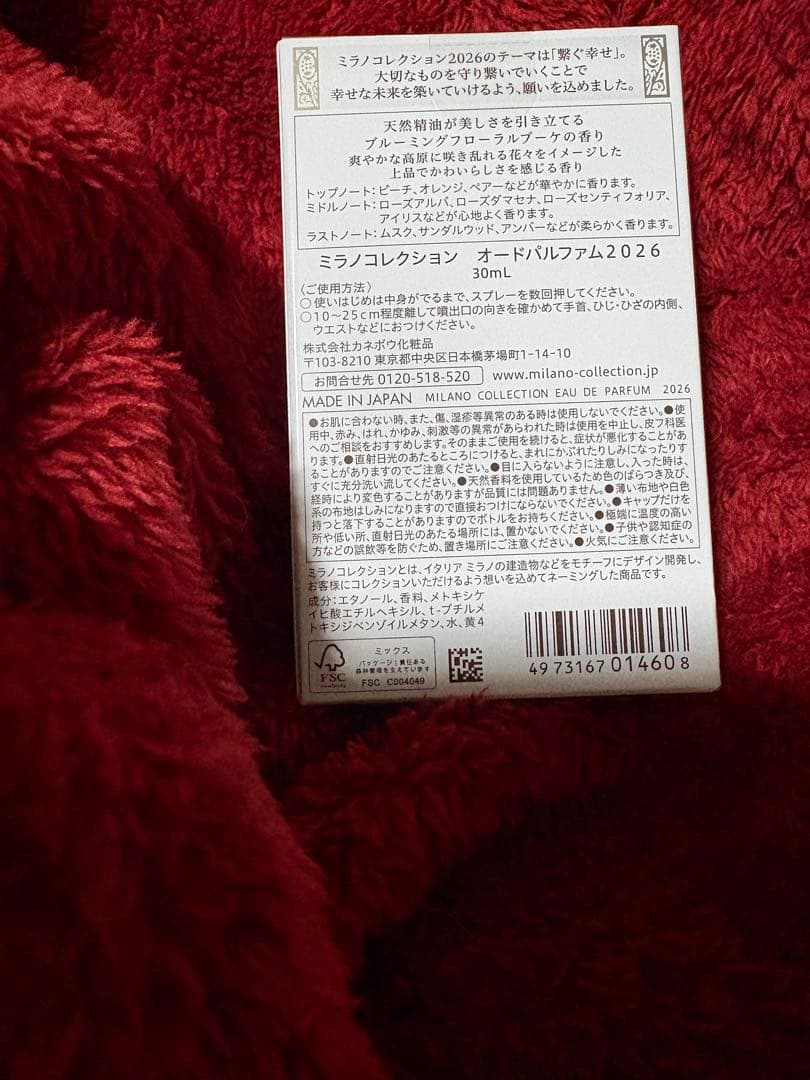 ミラノコレクション2026のテーマは「繋ぐ幸せ」。
大切なものを守り繋いでいくことで
幸せな未来を築いていけるよう、願いを込めました。
天然精油が美しさを引き立てる
ブルーミングフローラルブーケの香り
爽やかな高原に咲き乱れる花々をイメージした
上品でかわいらしさを感じる香り
トップノート：ピーチ、オレンジ、ペアーなどが華やかに香ります。
ミドルノート：ローズアルバ、ローズダマセナ、ローズセンティフォリア、
アイリスなどが心地よく香ります。
ラストノート：ムスク、サンダルウッド、アンバーなどが柔らかく香ります。
ミラノコレクション　オードパルファム2026
30mL
〈ご使用方法〉
○使いはじめは中身がでるまで、スプレーを数回押してください。
○10～25cm程度離して噴出口の向きを確かめて手首、ひじ・ひざの内側、
ウエストなどにおつけください。
株式会社カネボウ化粧品
〒103-8210 東京都中央区日本橋茅場町1-14-10
お問合せ先 0120-518-520 www.milano-collection.jp
MADE IN JAPAN MILANO COLLECTION EAU DE PARFUM 2026
●お肌に合わない時、また、傷、湿疹等異常のある時は使用しないでください。●使
用中、赤み、はれ、かゆみ、刺激等の異常があらわれた時は使用を中止し、皮フ科医
へのご相談をおすすめします。そのままご使用を続けると、症状が悪化することがあ
ります。●直射日光のあたるところにつけると、まれにかぶれたりしみになったりす
ることがありますのでご注意ください。●目に入らないように注意し、入った時は、
すぐに充分洗い流してください。●天然香料を使用しているため色のばらつき及び、
経時により変色することがありますが品質には問題ありません。●薄い布地や白色
系の布地はしみになりますので直接おつけにならないでください。●キャップだけを
持つと落下することがありますのでボトルをお持ちください。●極端に温度の高い
所や低い所、直射日光のあたる場所には、置かないでください。●子供や認知症の
方などの誤飲等を防ぐため、置き場所にご注意ください。●火気にご注意ください。
ミラノコレクションとは、イタリア ミラノの建造物などをモチーフにデザイン開発し、
お客様にコレクションいただけるよう想いを込めてネーミングした商品です。
成分：エタノール、香料、メトキシケ
イヒ酸エチルヘキシル、t-ブチルメ
トキシジベンゾイルメタン、水、黄4
FSC
ミックス
パッケージ｜責任ある
森林管理を支えています
FSC C004049
4973167014608